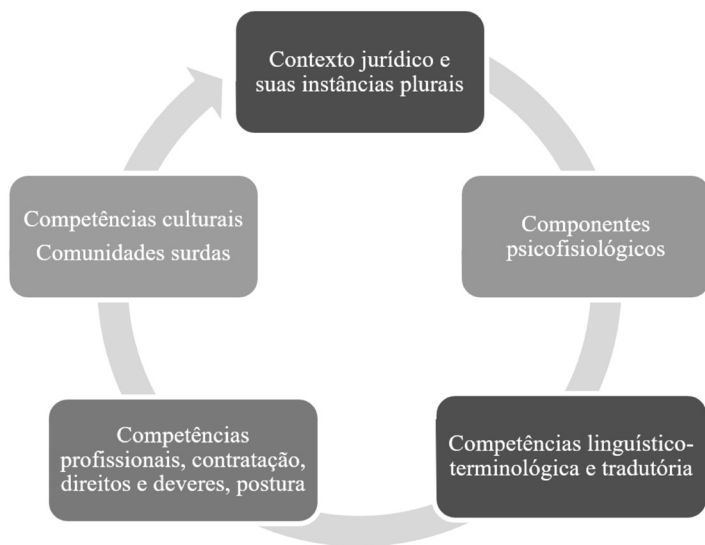 Contexto jurídico e
suas instâncias plurais
Componentes
psicofisiológicos
Competências linguístico-
terminológica e tradutória
Competências
profissionais, contratação,
direitos e deveres, postura
Competências culturais
Comunidades surdas